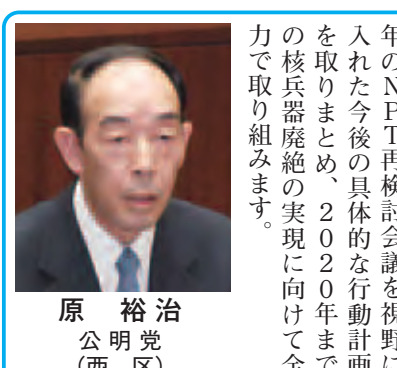 年のNPT再検討会議を視野に
入れた今後の具体的な行動計画
を取りまとめ、2020年まで
の核兵器廃絶の実現に向けて全
力で取り組みます。
原 裕治
公明党
(西 区)